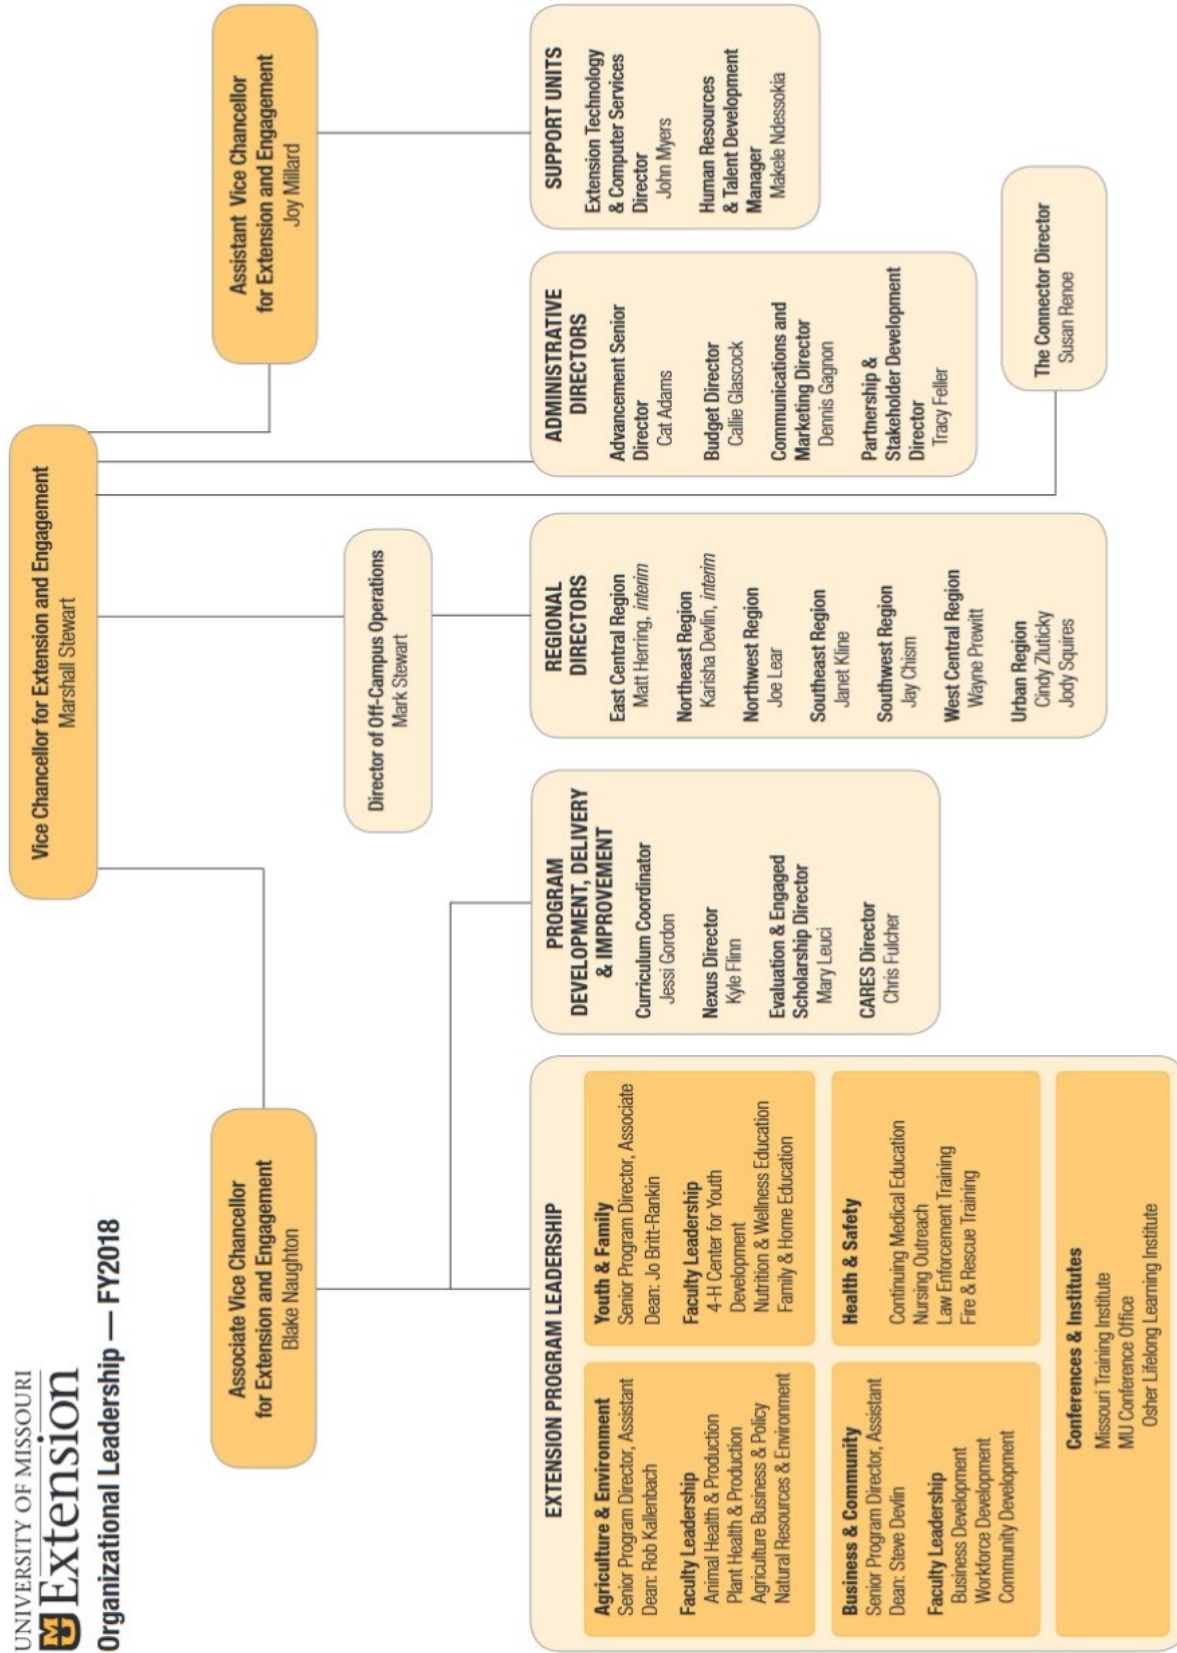 UNIVERSITY OF MISSOURI
Extension
Organizational Leadership — FY2018
Vice Chancellor for Extension and Engagement
Marshall Stewart
Associate Vice Chancellor
for Extension and Engagement
Blake Naughton
Assistant Vice Chancellor
for Extension and Engagement
Joy Millard
Director of Off-Campus Operations
Mark Stewart
EXTENSION PROGRAM LEADERSHIP
Agriculture & Environment
Senior Program Director, Assistant
Dean: Rob Kallenbach
Faculty Leadership
Animal Health & Production
Plant Health & Production
Agriculture Business & Policy
Natural Resources & Environment
Youth & Family
Senior Program Director, Associate
Dean: Jo Britt-Rankin
Faculty Leadership
4-H Center for Youth
Development
Nutrition & Wellness Education
Family & Home Education
Business & Community
Senior Program Director, Assistant
Dean: Steve Devlin
Faculty Leadership
Business Development
Workforce Development
Community Development
Health & Safety
Continuing Medical Education
Nursing Outreach
Law Enforcement Training
Fire & Rescue Training
Conferences & Institutes
Missouri Training Institute
MU Conference Office
Osher Lifelong Learning Institute
PROGRAM
DEVELOPMENT, DELIVERY
& IMPROVEMENT
Curriculum Coordinator
Jessi Gordon
Nexus Director
Kyle Flinn
Evaluation & Engaged
Scholarship Director
Mary Leuci
CARES Director
Chris Fulcher
REGIONAL
DIRECTORS
East Central Region
Matt Herring, interim
Northeast Region
Karisha Devlin, interim
Northwest Region
Joe Lear
Southeast Region
Janet Kline
Southwest Region
Jay Chism
West Central Region
Wayne Prewitt
Urban Region
Cindy Zluticky
Jody Squires
ADMINISTRATIVE
DIRECTORS
Advancement Senior
Director
Cat Adams
Budget Director
Callie Glascock
Communications and
Marketing Director
Dennis Gagnon
Partnership &
Stakeholder Development
Director
Tracy Feller
SUPPORT UNITS
Extension Technology
& Computer Services
Director
John Myers
Human Resources
& Talent Development
Manager
Makele Ndessokia
The Connector Director
Susan Renoe